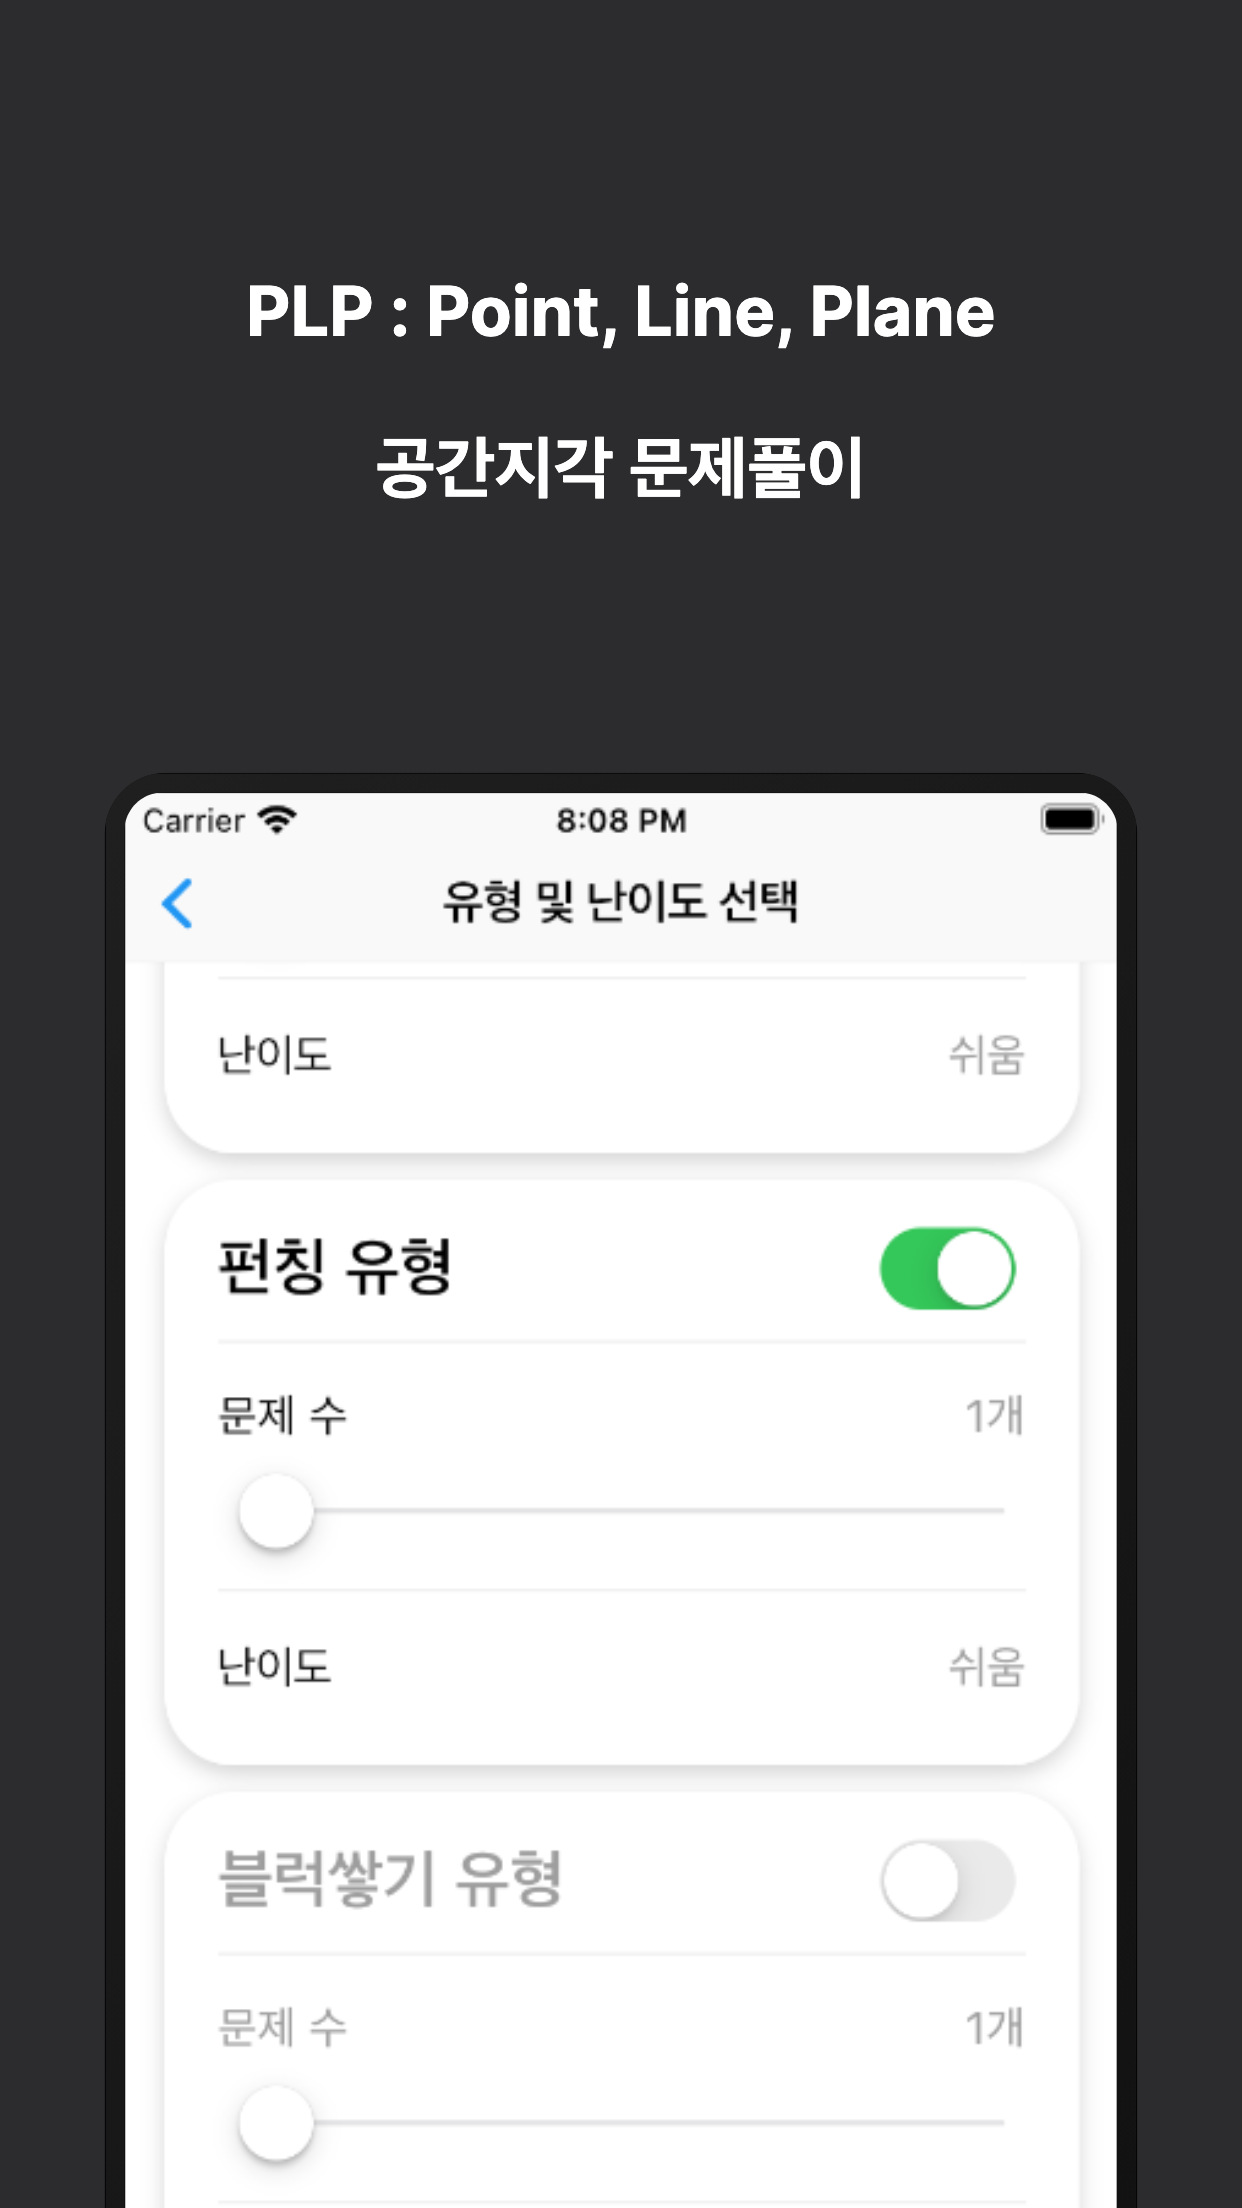 PLP : Point, Line, Plane
공간지각 문제풀이
Carrier 8:08 PM
유형 및 난이도 선택
난이도 쉬움
펀칭 유형
문제 수 1개
난이도 쉬움
블럭쌓기 유형
문제 수 1개